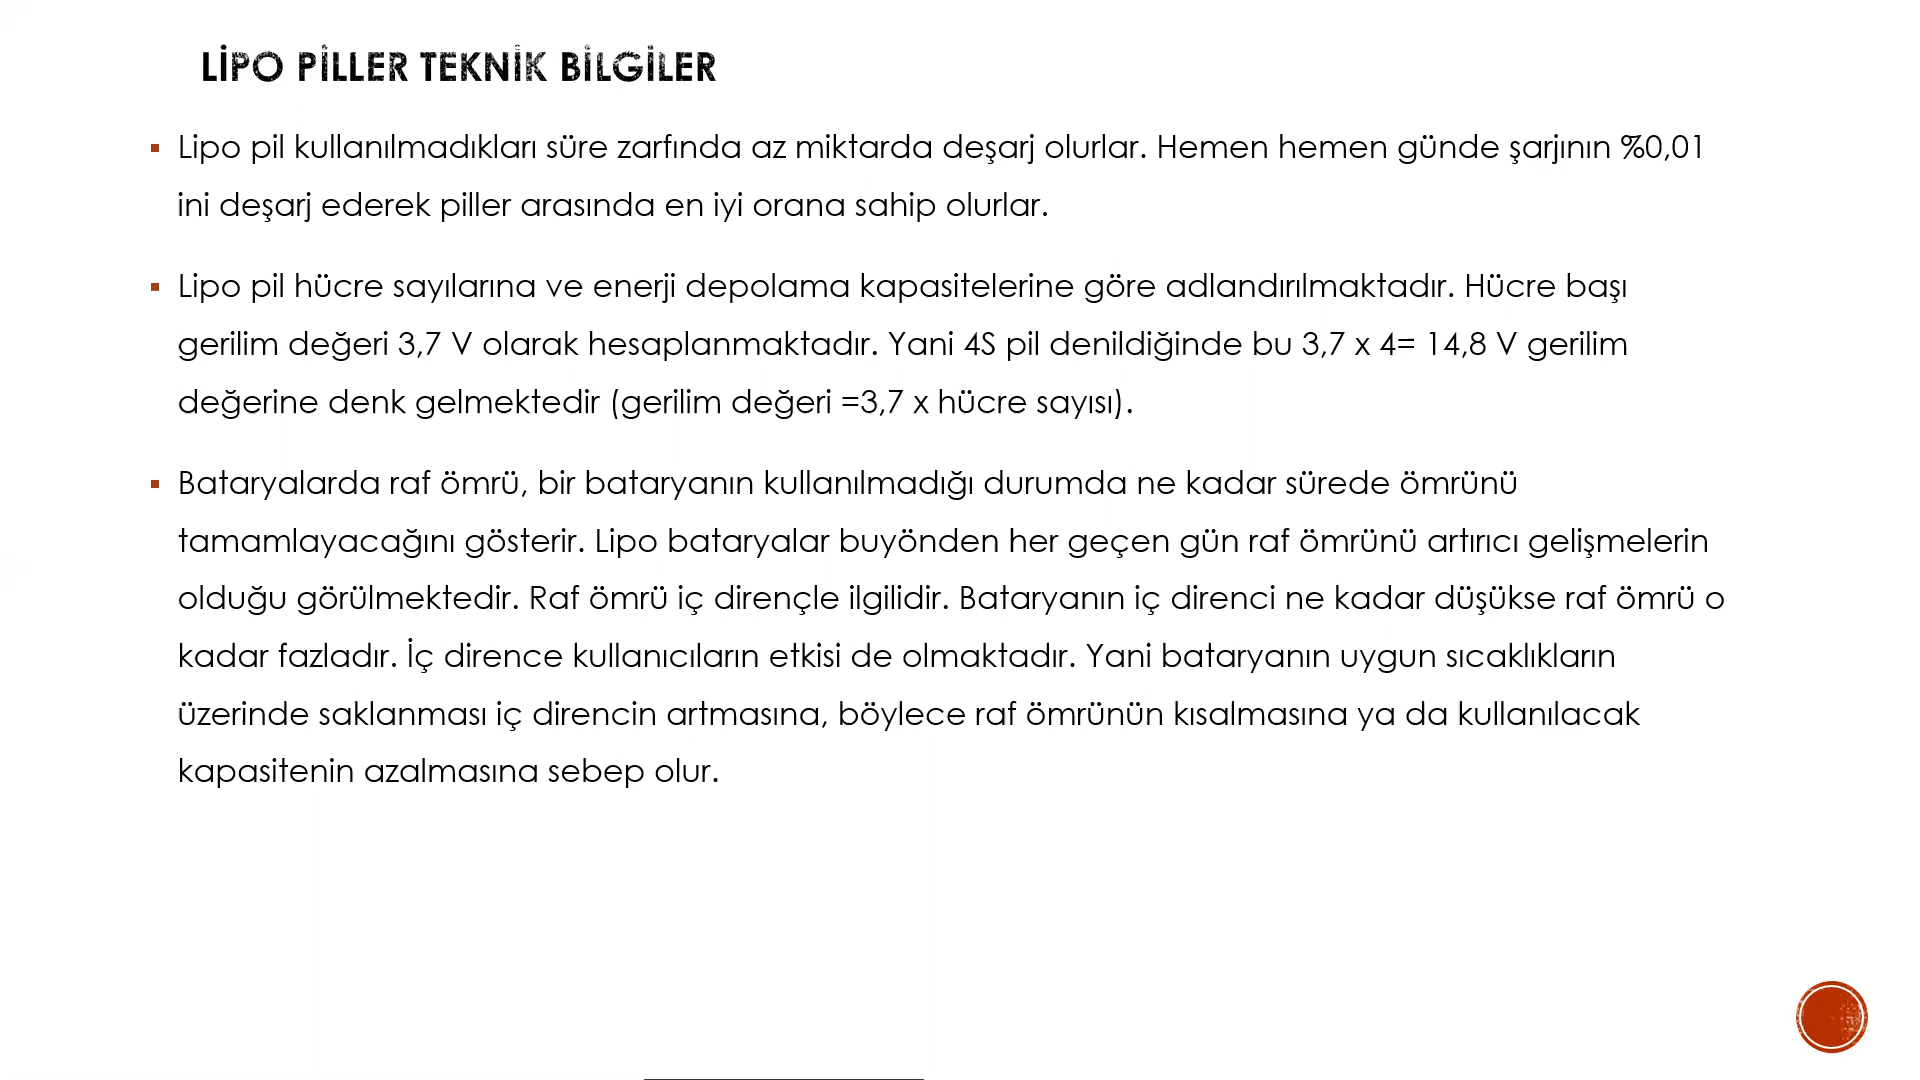 LİPO PİLLER TEKNİK BİLGİLER
▪ Lipo pil kullanılmadıkları süre zarfında az miktarda deşarj olurlar. Hemen hemen günde şarjının %0,01
ini deşarj ederek piller arasında en iyi orana sahip olurlar.
▪ Lipo pil hücre sayılarına ve enerji depolama kapasitelerine göre adlandırılmaktadır. Hücre başı
gerilim değeri 3,7 V olarak hesaplanmaktadır. Yani 4S pil denildiğinde bu 3,7 x 4= 14,8 V gerilim
değerine denk gelmektedir (gerilim değeri =3,7 x hücre sayısı).
▪ Bataryalarda raf ömrü, bir bataryanın kullanılmadığı durumda ne kadar sürede ömrünü
tamamlayacağını gösterir. Lipo bataryalar buyönden her geçen gün raf ömrünü artırıcı gelişmelerin
olduğu görülmektedir. Raf ömrü iç dirençle ilgilidir. Bataryanın iç direnci ne kadar düşükse raf ömrü o
kadar fazladır. İç dirence kullanıcıların etkisi de olmaktadır. Yani bataryanın uygun sıcaklıkların
üzerinde saklanması iç direncin artmasına, böylece raf ömrünün kısalmasına ya da kullanılacak
kapasitenin azalmasına sebep olur.